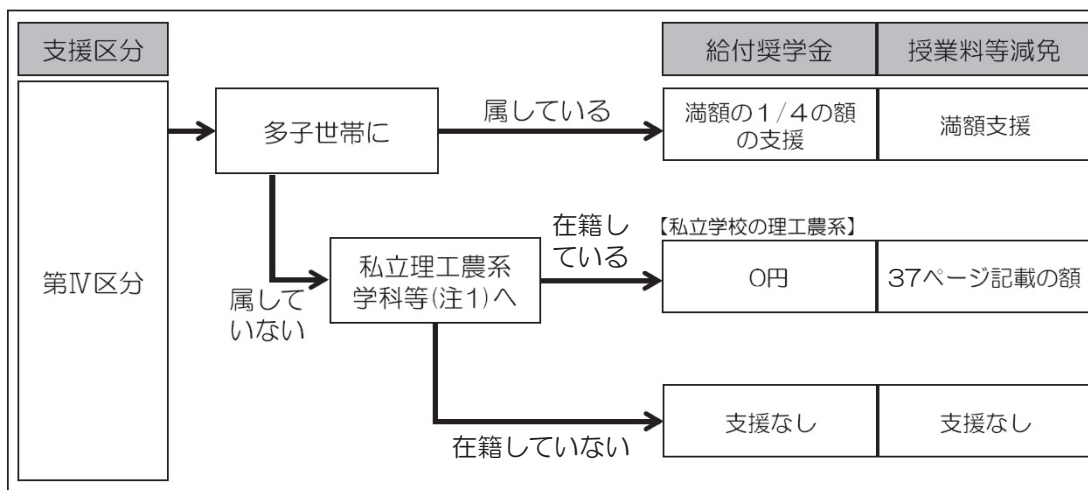 支援区分
給付奨学金
授業料等減免
第Ⅳ区分
多子世帯に
属している
満額の１/４の額
の支援
満額支援
属して
いない
私立理工農系
学科等(注1)へ
在籍し
ている
【私立学校の理工農系】
0円
37ページ記載の額
在籍していない
支援なし
支援なし